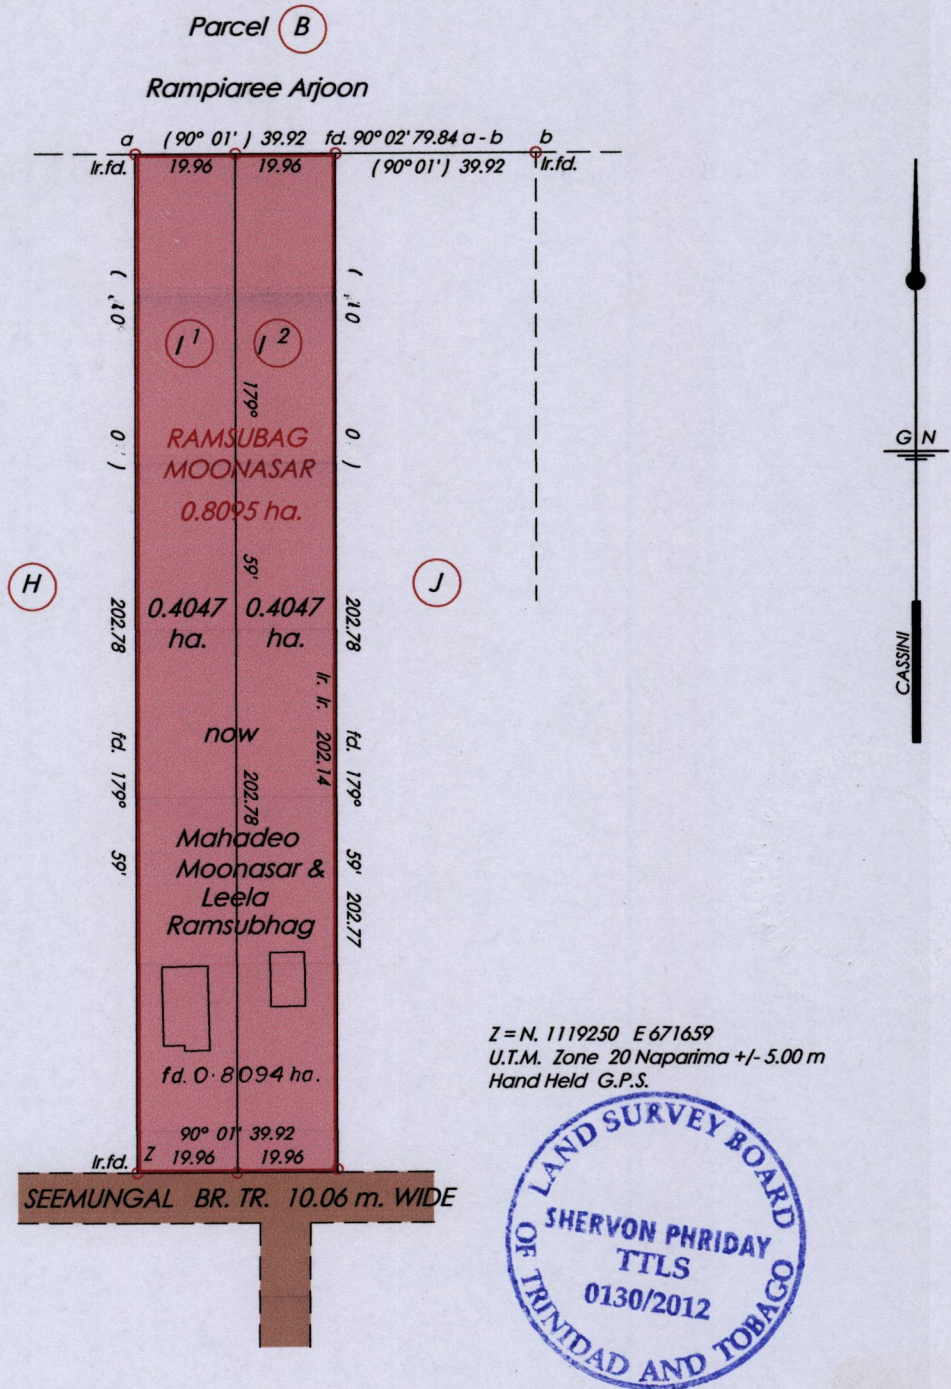 Parcel B
Rampiaree Arjoon
a (90° 01') 39.92 fd. 90° 02' 79.84 a - b b
Ir.fd. 19.96 19.96 (90° 01') 39.92 Ir.fd.
I 1 I 2
179° 59' 202.78
RAMSUBAG
MOONASAR
0.8095 ha.
G N
H
J
CASSINI
0.4047 0.4047
ha. ha.
202.78 fd. 179° 59'
202.78 fd. 179° 59' 202.77
Ir. Ir. 202.14
now
Mahadeo
Moonasar &
Leela
Ramsubhag
fd. 0.8094 ha.
90° 01' 39.92
Ir.fd. Z 19.96 19.96
SEEMUNGAL BR. TR. 10.06 m. WIDE
Z = N. 1119250 E 671659
U.T.M. Zone 20 Naparima +/- 5.00 m
Hand Held G.P.S.
LAND SURVEY BOARD
OF TRINIDAD AND TOBAGO
SHERVON PHRIDAY
TTLS
0130/2012